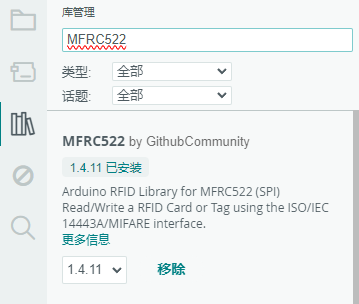 库管理
MFRC522
类型: 全部
话题: 全部
MFRC522 by GithubCommunity
1.4.11 已安装
Arduino RFID Library for MFRC522 (SPI)
Read/Write a RFID Card or Tag using the ISO/IEC
14443A/MIFARE interface.
更多信息
1.4.11 移除